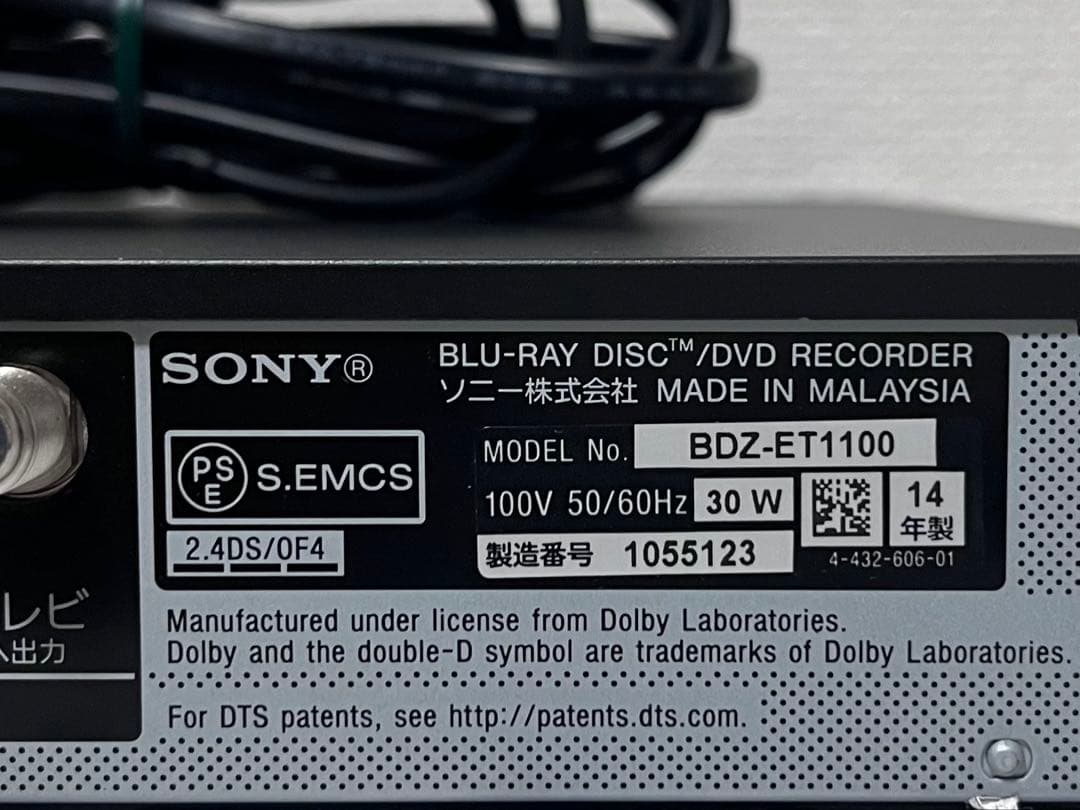 SONY®
BLU-RAY DISC™/DVD RECORDER
ソニー株式会社 MADE IN MALAYSIA
PSE S.EMCS
MODEL No. BDZ-ET1100
100V 50/60Hz 30 W
14年製
2.4DS/OF4
製造番号 1055123
4-432-606-01
レビ
出力
Manufactured under license from Dolby Laboratories.
Dolby and the double-D symbol are trademarks of Dolby Laboratories.
For DTS patents, see http://patents.dts.com.